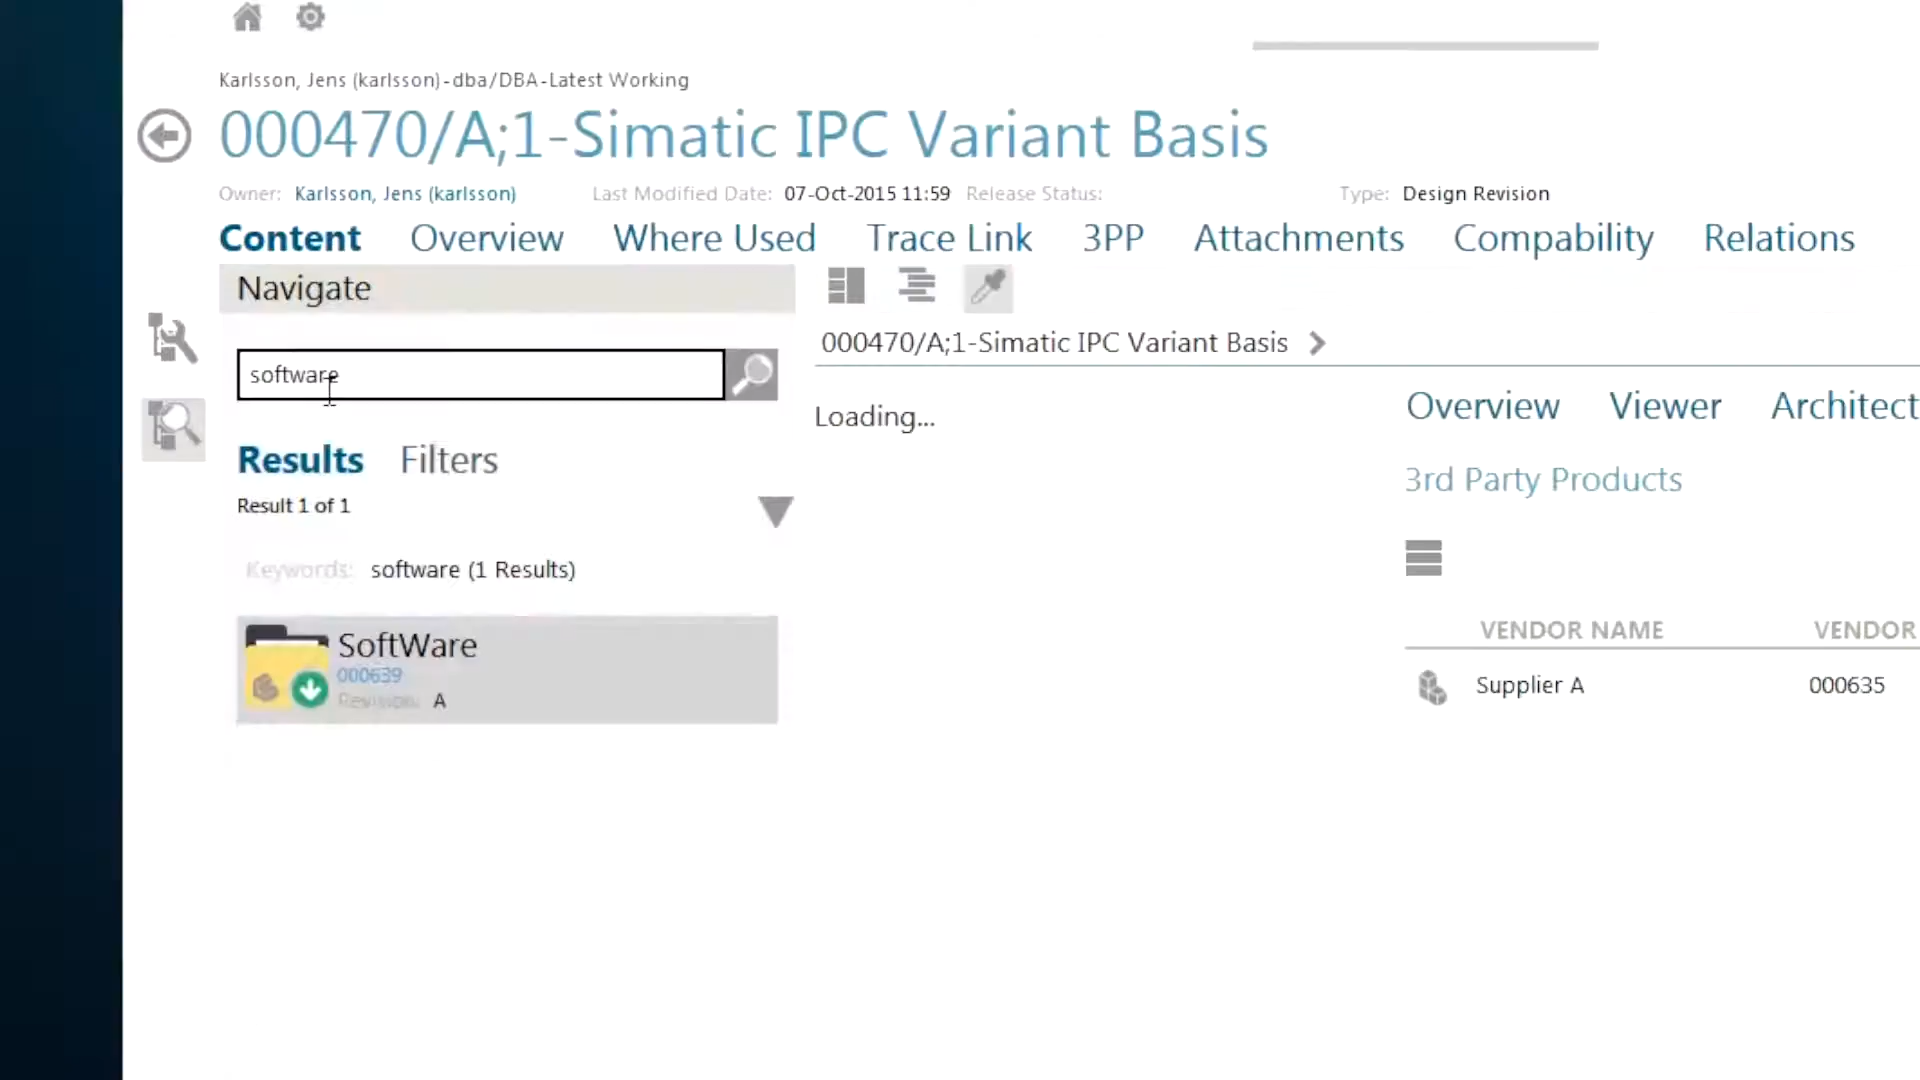 Karlsson, Jens (karlsson)-dba/DBA-Latest Working
000470/A;1-Simatic IPC Variant Basis
Owner: Karlsson, Jens (karlsson) Last Modified Date: 07-Oct-2015 11:59 Release Status: Type: Design Revision
Content Overview Where Used Trace Link 3PP Attachments Compability Relations
Navigate
000470/A;1-Simatic IPC Variant Basis
software
Loading...
Overview Viewer Architect
Results Filters
3rd Party Products
Result 1 of 1
Keywords: software (1 Results)
VENDOR NAME VENDOR
SoftWare
000639
Revision: A
Supplier A 000635